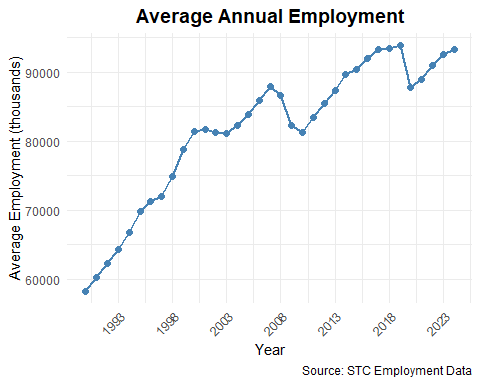 Average Annual Employment
Average Employment (thousands)
90000
80000
70000
60000
1993
1998
2003
2008
2013
2018
2023
Year
Source: STC Employment Data